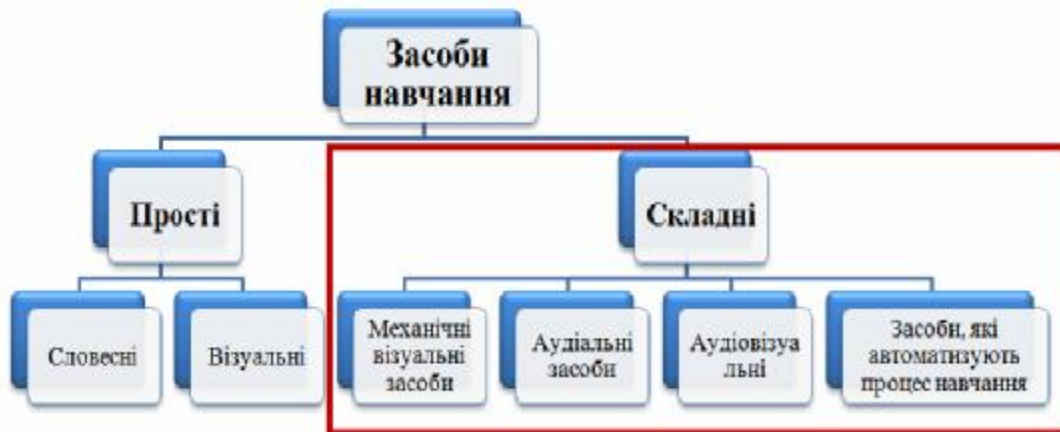 Засоби
навчання
Прості
Складні
Словесні
Візуальні
Механічні
візуальні
засоби
Аудіальні
засоби
Аудіовізуа
льні
Засоби, які
автоматизують
процес навчання